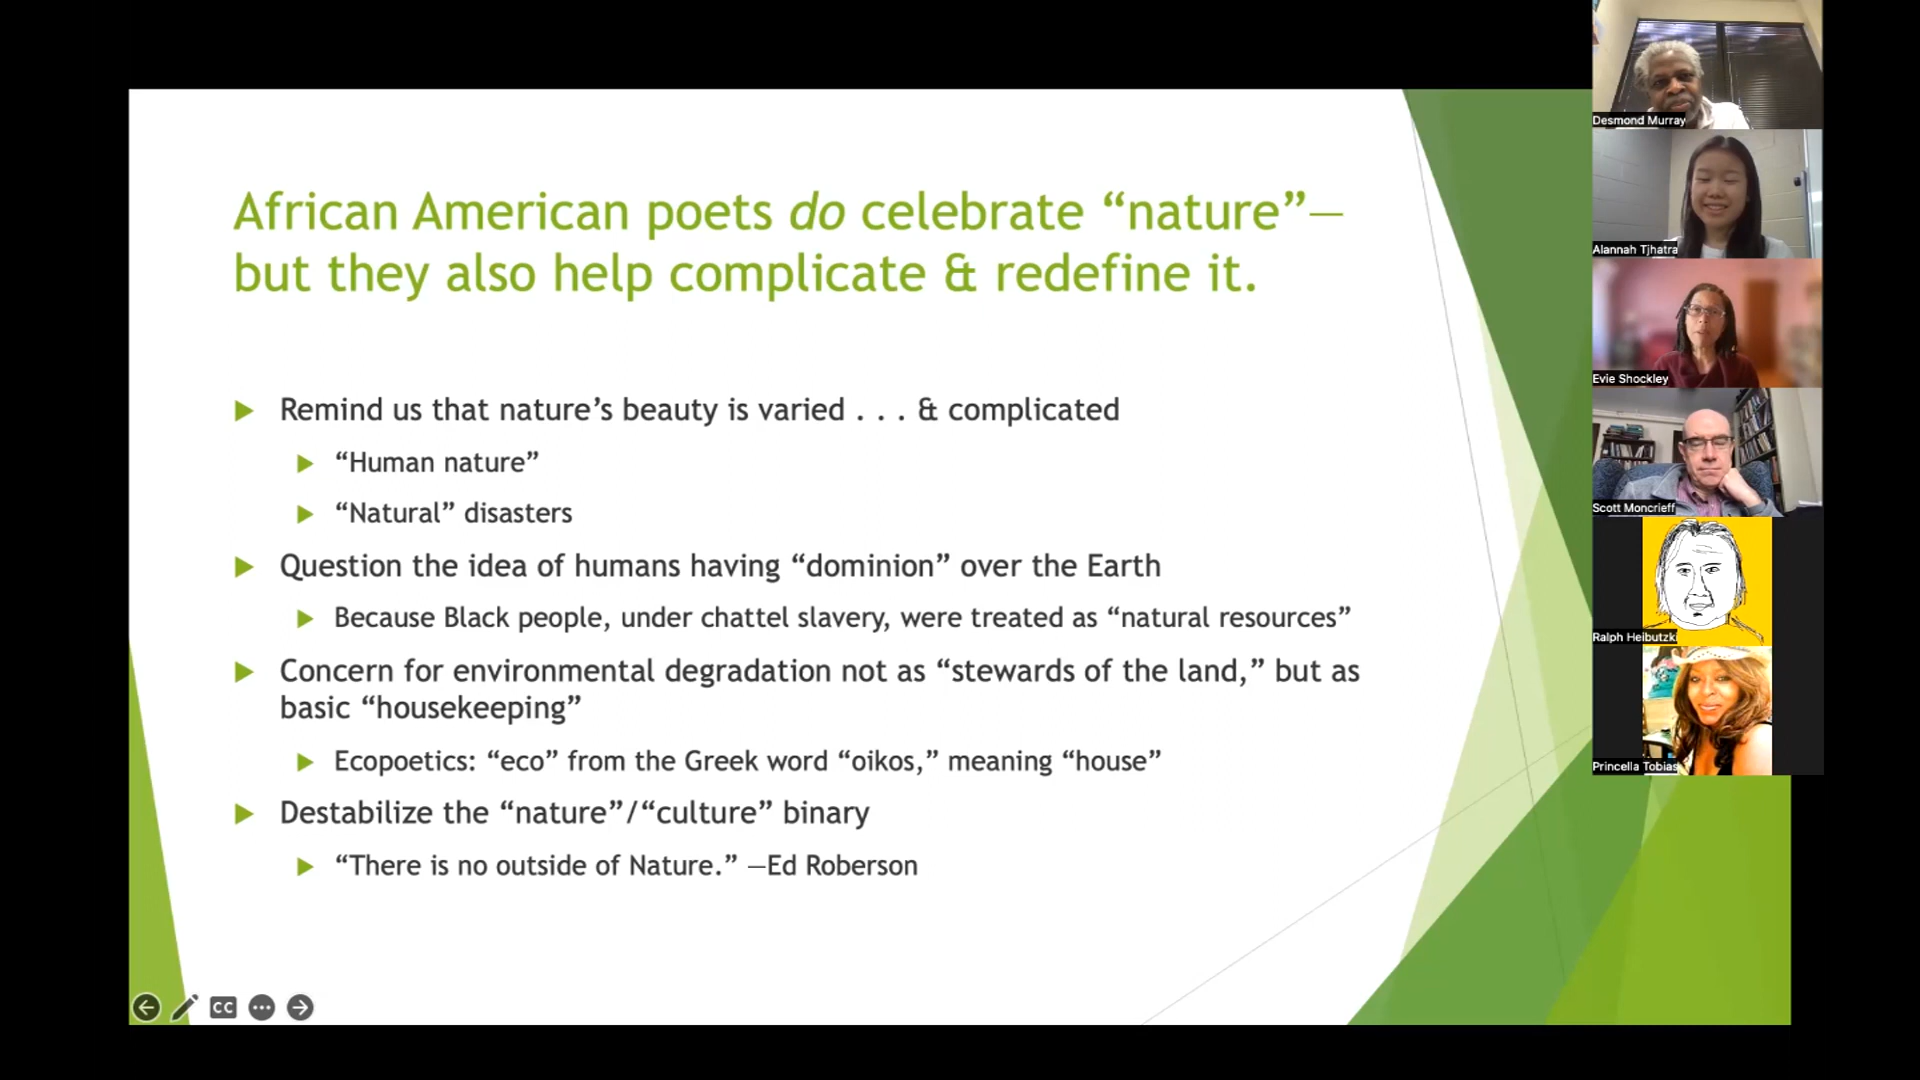 African American poets do celebrate “nature”—
but they also help complicate & redefine it.
Remind us that nature’s beauty is varied . . . & complicated
“Human nature”
“Natural” disasters
Question the idea of humans having “dominion” over the Earth
Because Black people, under chattel slavery, were treated as “natural resources”
Concern for environmental degradation not as “stewards of the land,” but as
basic “housekeeping”
Ecopoetics: “eco” from the Greek word “oikos,” meaning “house”
Destabilize the “nature”/“culture” binary
“There is no outside of Nature.” —Ed Roberson
CC
Desmond Murray
Alannah Tjhatra
Evie Shockley
Scott Moncrieff
Ralph Heibutzki
Princella Tobias